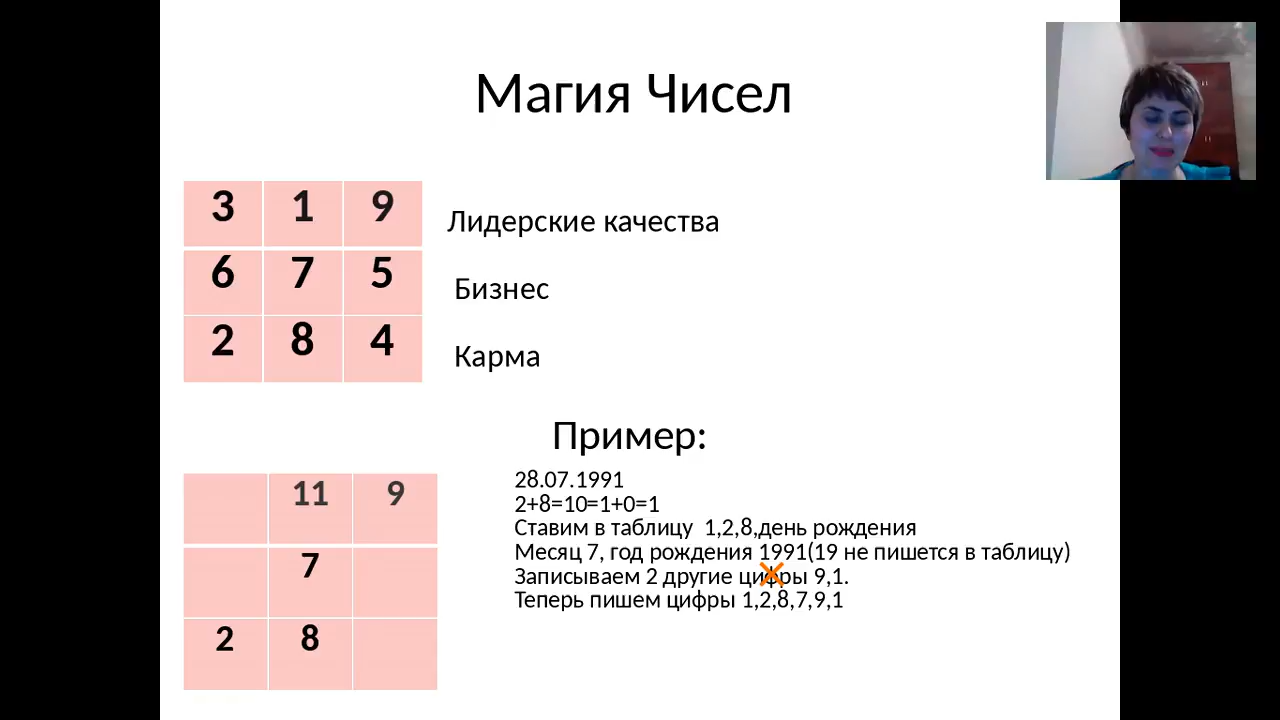 Магия Чисел
3 1 9
Лидерские качества
6 7 5
Бизнес
2 8 4
Карма
Пример:
11 9
7
2 8
28.07.1991
2+8=10=1+0=1
Ставим в таблицу 1,2,8,день рождения
Месяц 7, год рождения 1991(19 не пишется в таблицу)
Записываем 2 другие цифры 9,1.
Теперь пишем цифры 1,2,8,7,9,1